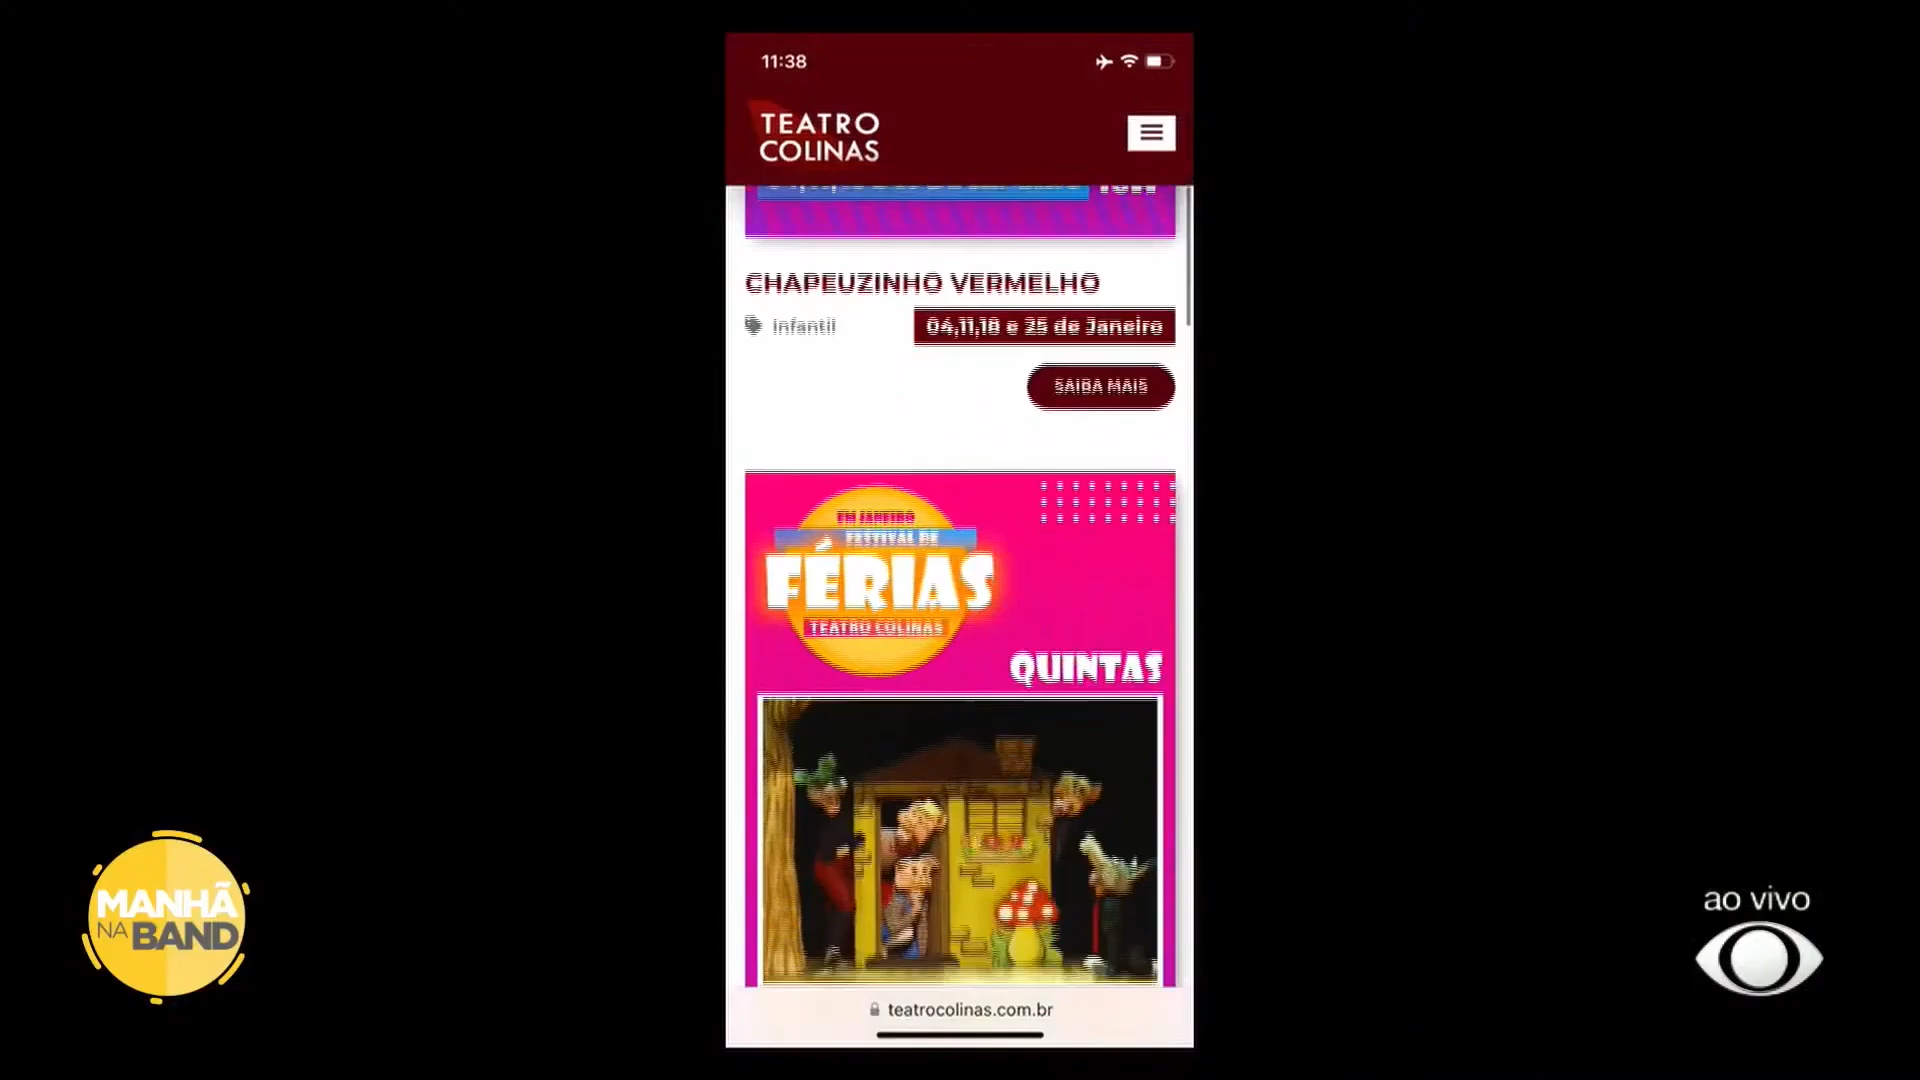 11:38
TEATRO
COLINAS
CHAPEUZINHO VERMELHO
Infantil
04,11,18 e 25 de Janeiro
SAIBA MAIS
EM JANEIRO
FESTIVAL DE
FÉRIAS
TEATRO COLINAS
QUINTAS
MANHÃ
NA BAND
ao vivo
teatrocolinas.com.br